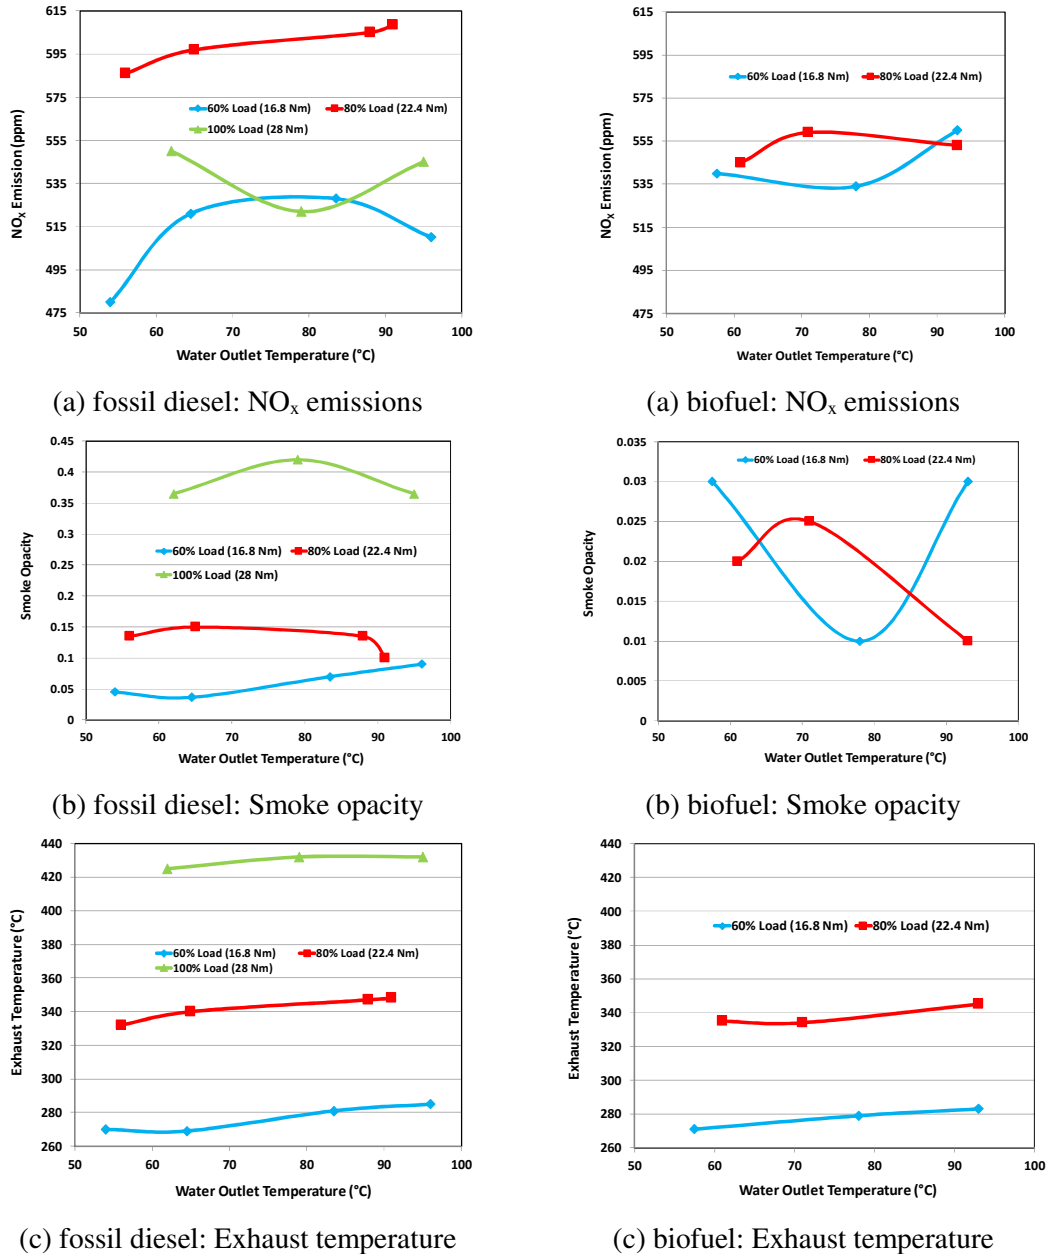 615
595
575
555
535
515
495
475
NOX Emission (ppm)
60% Load (16.8 Nm) 80% Load (22.4 Nm)
100% Load (28 Nm)
50 60 70 80 90 100
Water Outlet Temperature (°C)
(a) fossil diesel: NOx emissions
615
595
575
555
535
515
495
475
NOX Emission (ppm)
60% Load (16.8 Nm) 80% Load (22.4 Nm)
50 60 70 80 90 100
Water Outlet Temperature (°C)
(a) biofuel: NOx emissions
0.45
0.4
0.35
0.3
0.25
0.2
0.15
0.1
0.05
0
Smoke Opacity
60% Load (16.8 Nm) 80% Load (22.4 Nm)
100% Load (28 Nm)
50 60 70 80 90 100
Water Outlet Temperature (°C)
(b) fossil diesel: Smoke opacity
0.035
0.03
0.025
0.02
0.015
0.01
0.005
0
Smoke Opacity
60% Load (16.8 Nm) 80% Load (22.4 Nm)
50 60 70 80 90 100
Water Outlet Temperature (°C)
(b) biofuel: Smoke opacity
440
420
400
380
360
340
320
300
280
260
Exhaust Temperature (°C)
60% Load (16.8 Nm) 80% Load (22.4 Nm)
100% Load (28 Nm)
50 60 70 80 90 100
Water Outlet Temperature (°C)
(c) fossil diesel: Exhaust temperature
440
420
400
380
360
340
320
300
280
260
Exhaust Temperature (°C)
60% Load (16.8 Nm) 80% Load (22.4 Nm)
50 60 70 80 90 100
Water Outlet Temperature (°C)
(c) biofuel: Exhaust temperature